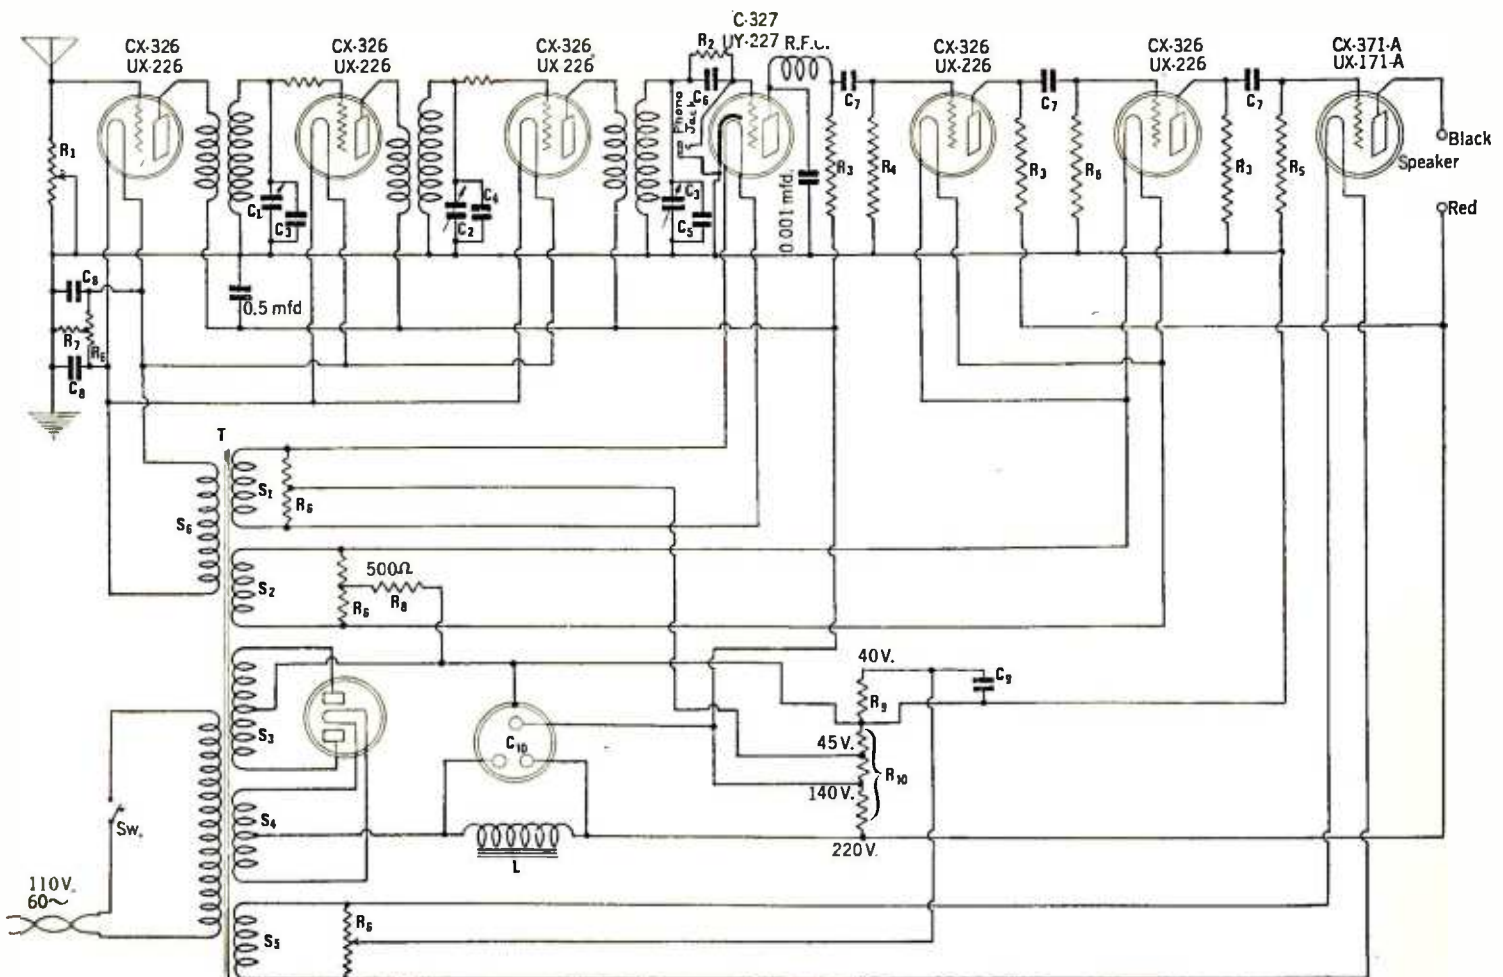 CX-326
UX-226
CX-326
UX-226
CX-326
UX 226
C-327
UY-227
R.F.C.
CX-326
UX-226
CX-326
UX-226
CX-371-A
UX-171-A
R2
C6
C7
C7
C7
Phono
Jack
R1
C1
C3
C2
C4
C3
C5
0.001 mfd.
R3
R4
R3
R5
Black
Speaker
Red
C8
0.5 mfd
R7
C8
T
S1
R6
S6
S2
500Ω
R8
R6
40V.
C9
R9
S3
C10
45V.
R10
140V.
Sw.
S4
L
220V.
110V.
60~
R6
S5